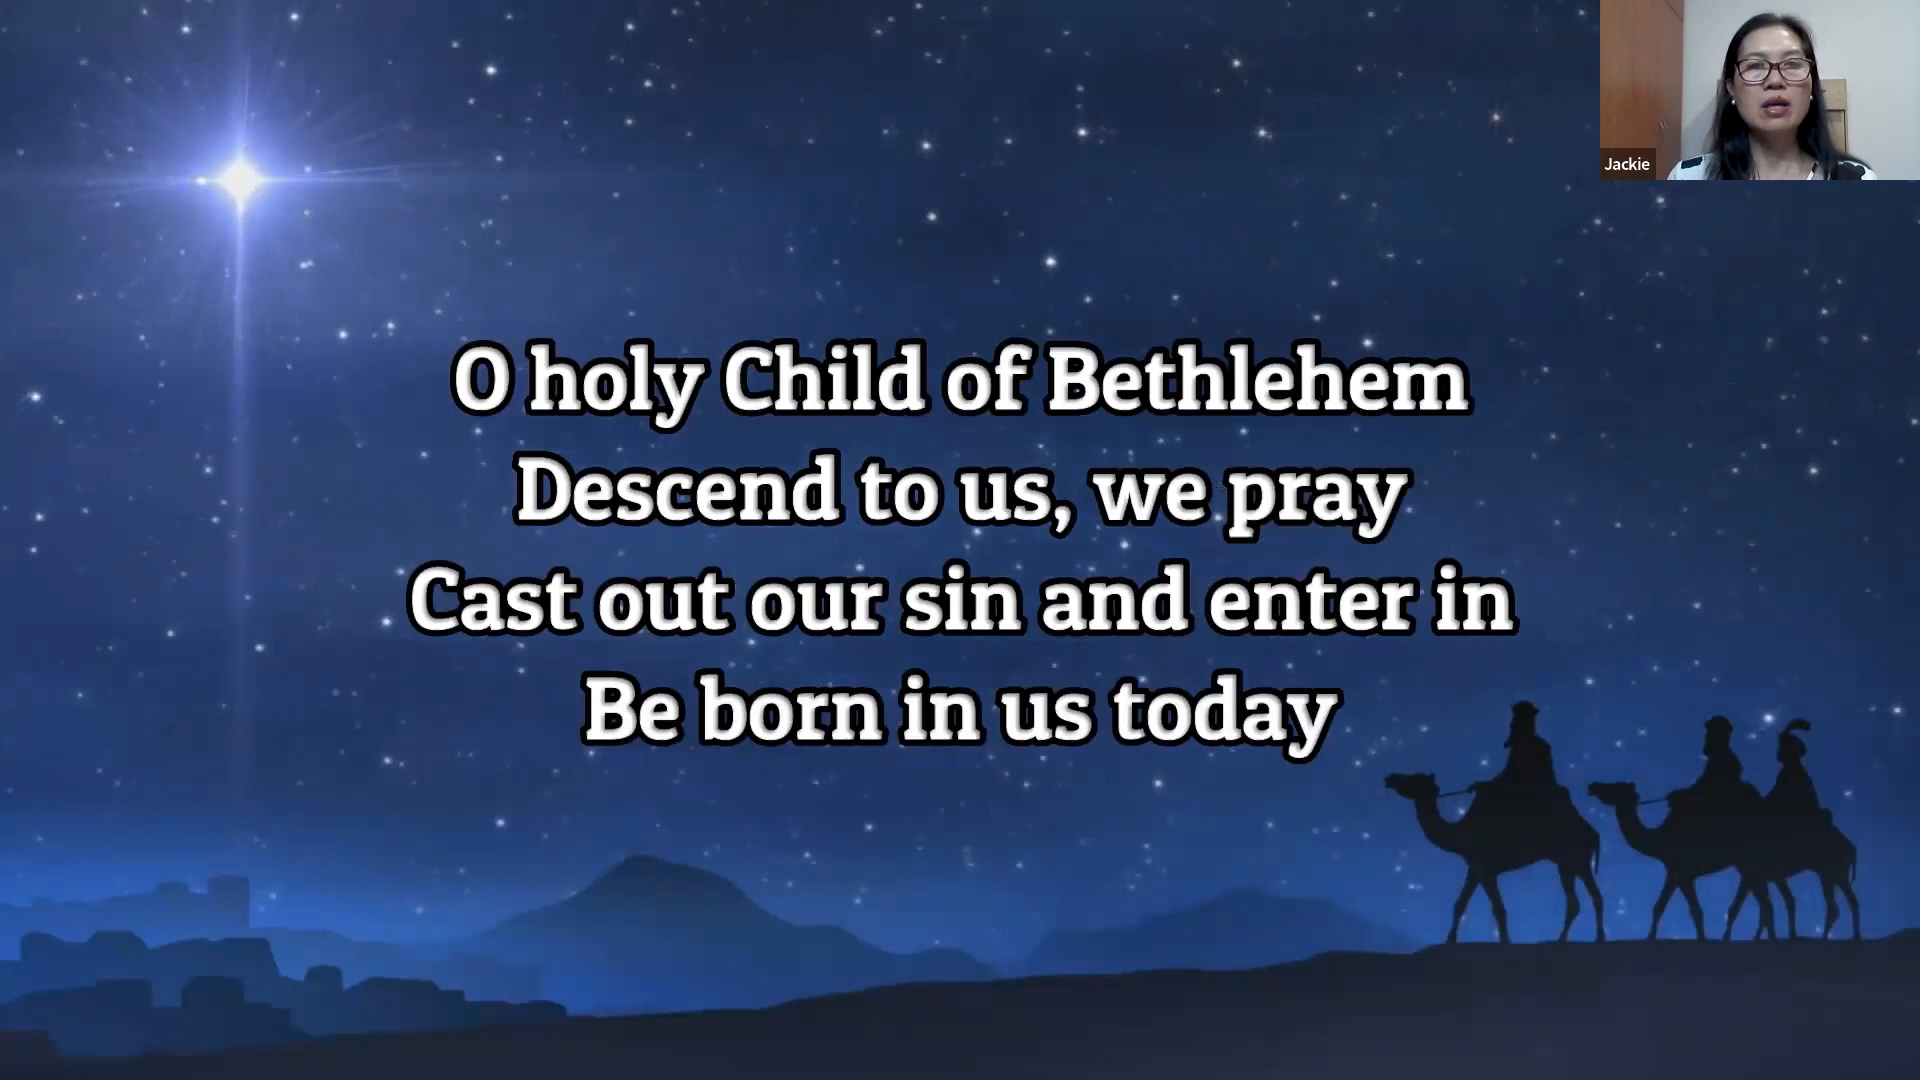 Jackie
O holy Child of Bethlehem
Descend to us, we pray
Cast out our sin and enter in
Be born in us today